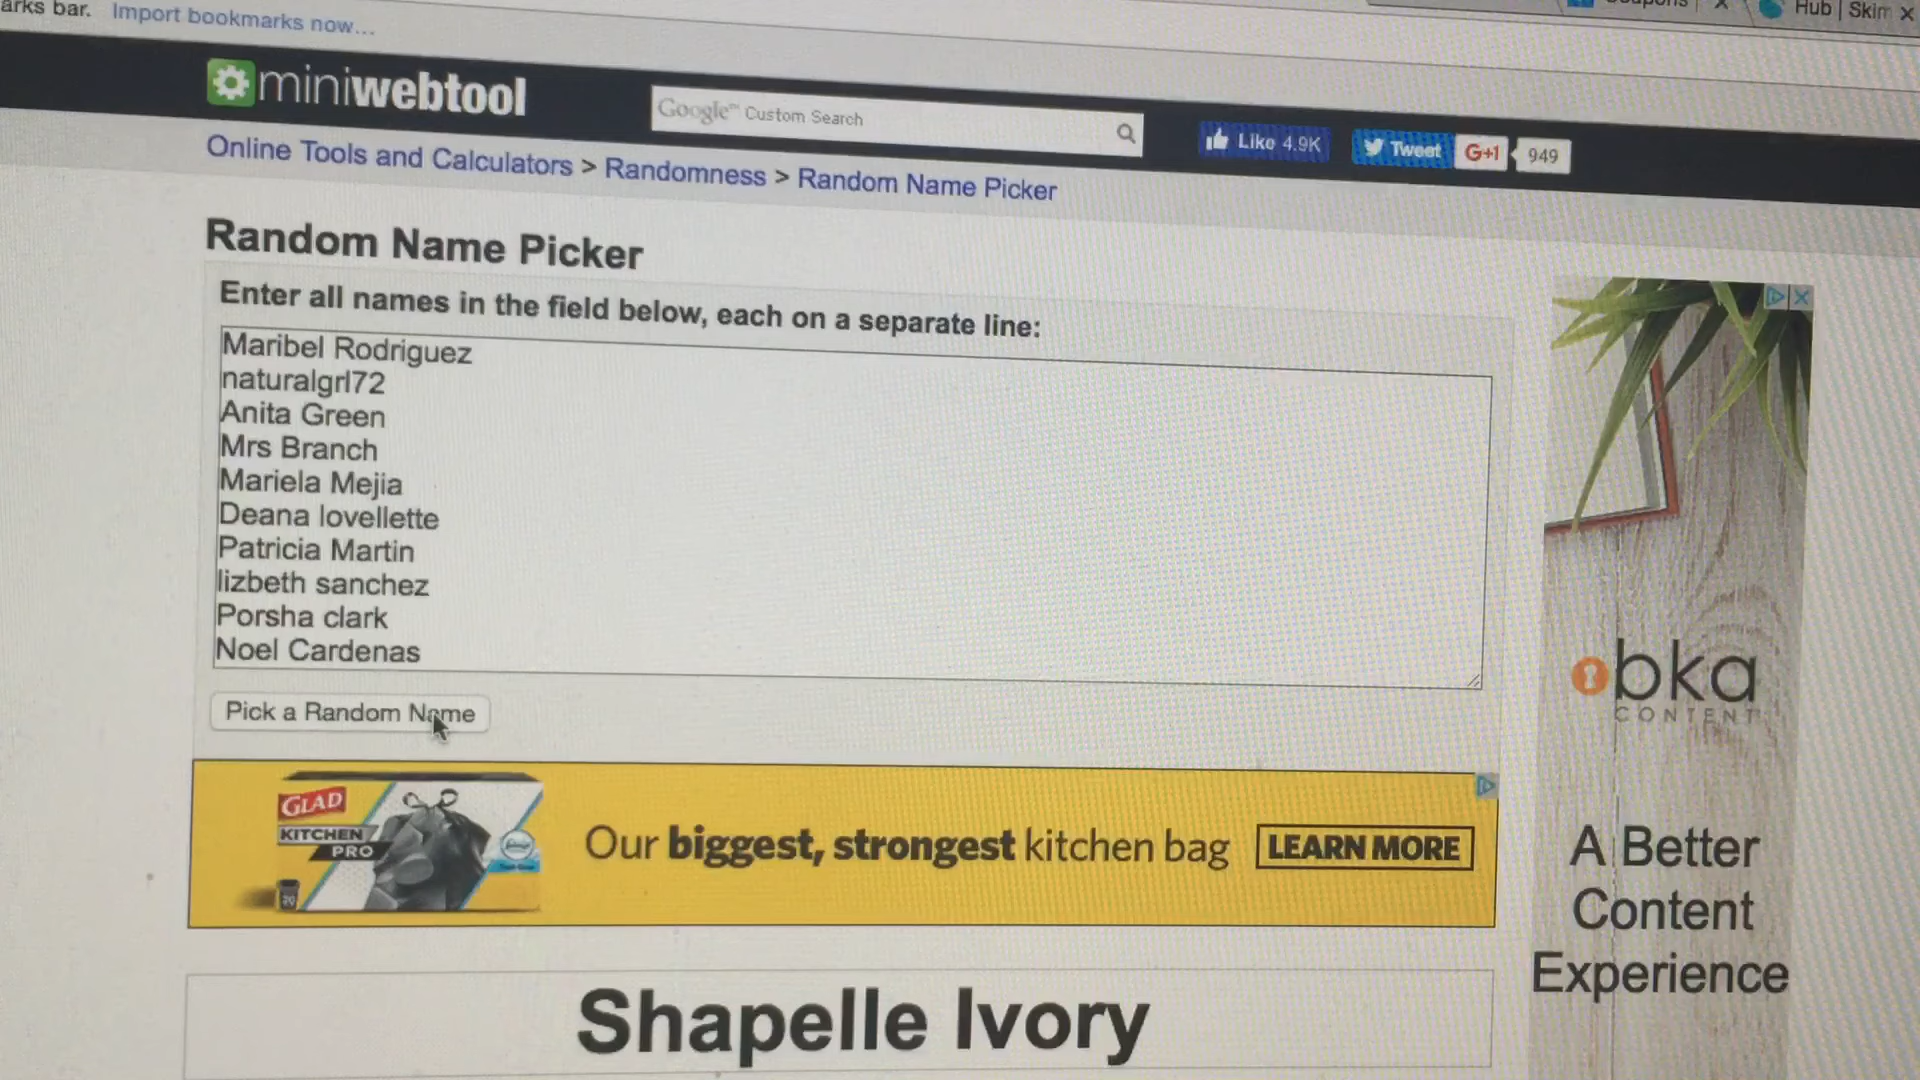 arks bar. Import bookmarks now...
Coupons
Hub | Skim
miniwebtool
Google™ Custom Search
Like 4.9K
Tweet
G+1
949
Online Tools and Calculators > Randomness > Random Name Picker
Random Name Picker
Enter all names in the field below, each on a separate line:
Maribel Rodriguez
naturalgrl72
Anita Green
Mrs Branch
Mariela Mejia
Deana lovellette
Patricia Martin
lizbeth sanchez
Porsha clark
Noel Cardenas
Pick a Random Name
GLAD
KITCHEN
PRO
20
Our biggest, strongest kitchen bag
LEARN MORE
Shapelle Ivory
bka
CONTENT
A Better
Content
Experience